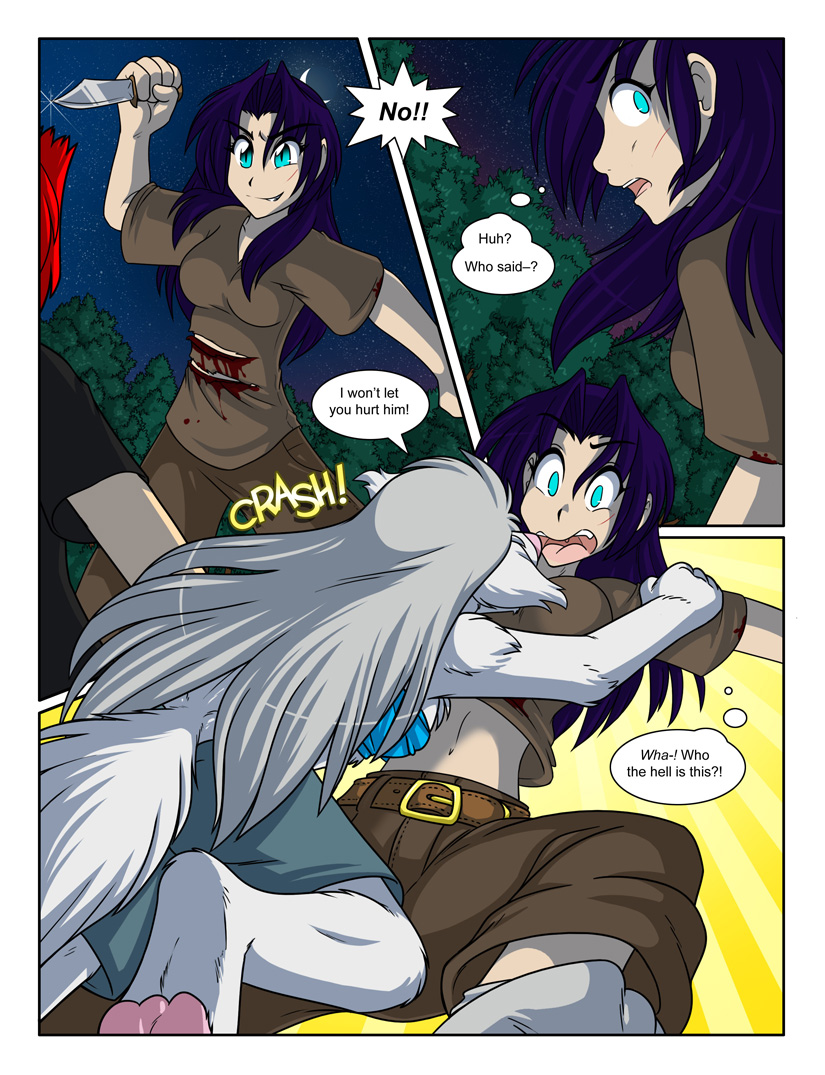 No!!
Huh?
Who said–?
I won't let
you hurt him!
CRASH!
Wha-! Who
the hell is this?!